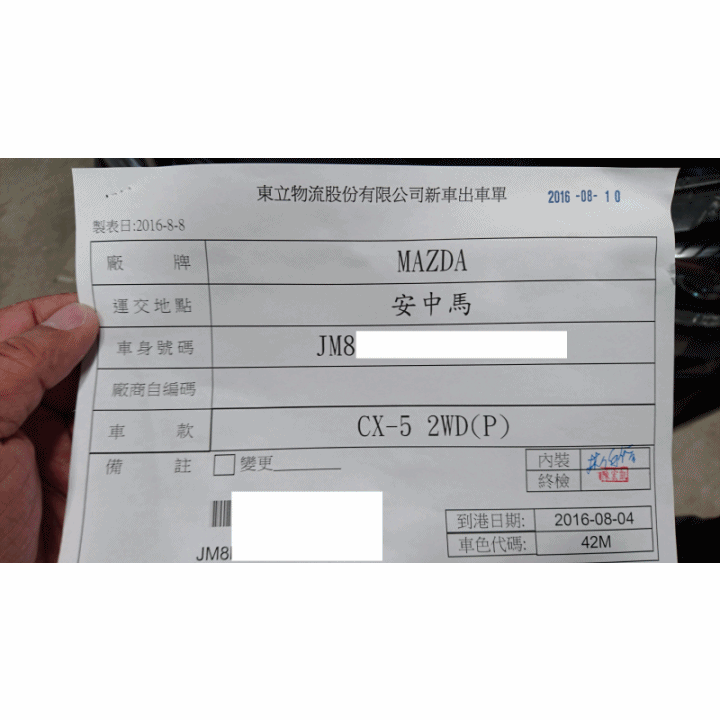 東立物流股份有限公司新車出車單 2016-08-10
製表日:2016-8-8
廠牌 MAZDA
運交地點 安中馬
車身號碼 JM8
廠商自編碼
車款 CX-5 2WD(P)
備註 變更
內裝
終檢
到港日期: 2016-08-04
JM8
車色代碼: 42M